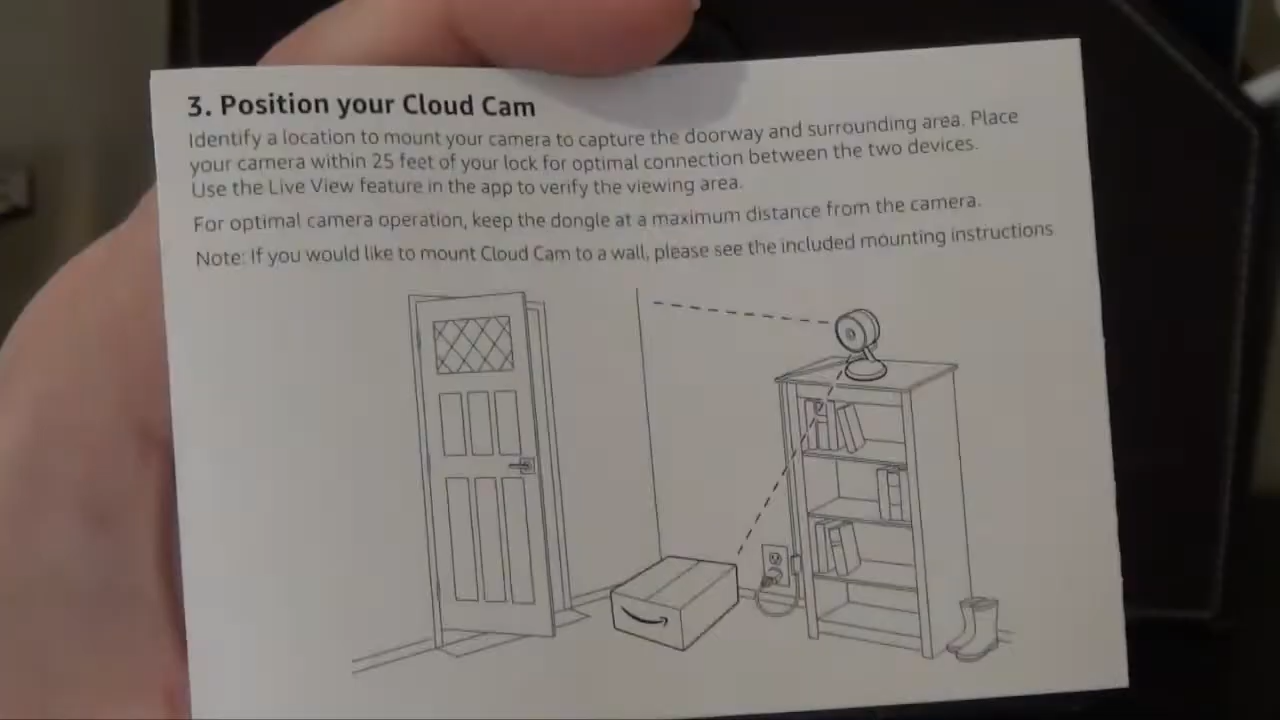 3. Position your Cloud Cam
Identify a location to mount your camera to capture the doorway and surrounding area. Place
your camera within 25 feet of your lock for optimal connection between the two devices.
Use the Live View feature in the app to verify the viewing area.
For optimal camera operation, keep the dongle at a maximum distance from the camera.
Note: If you would like to mount Cloud Cam to a wall, please see the included mounting instructions